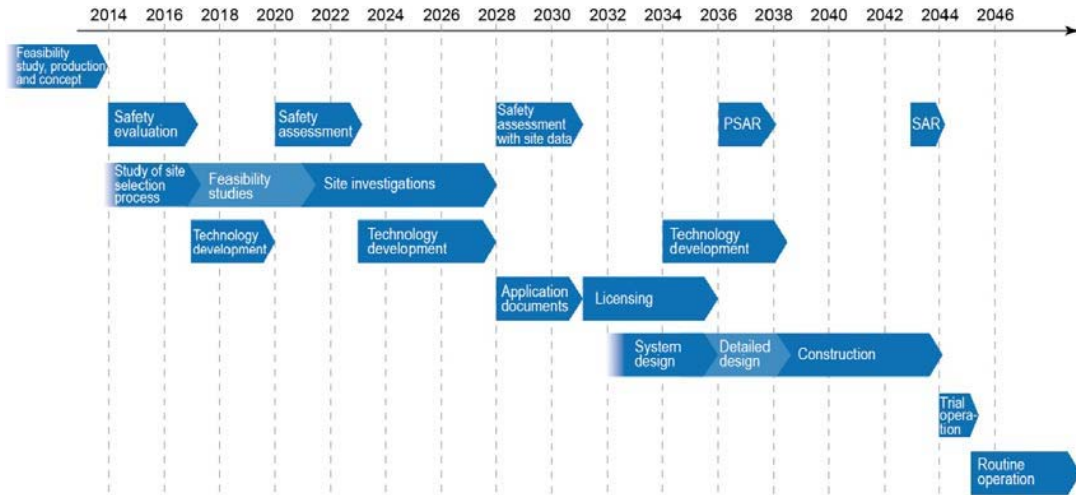 2014 2016 2018 2020 2022 2024 2026 2028 2030 2032 2034 2036 2038 2040 2042 2044 2046
Feasibility
study, production
and concept
Safety
evaluation
Safety
assessment
Safety
assessment
with site data
PSAR
SAR
Study of site
selection
process
Feasibility
studies
Site investigations
Technology
development
Technology
development
Technology
development
Application
documents
Licensing
System
design
Detailed
design
Construction
Trial
opera-
tion
Routine
operation